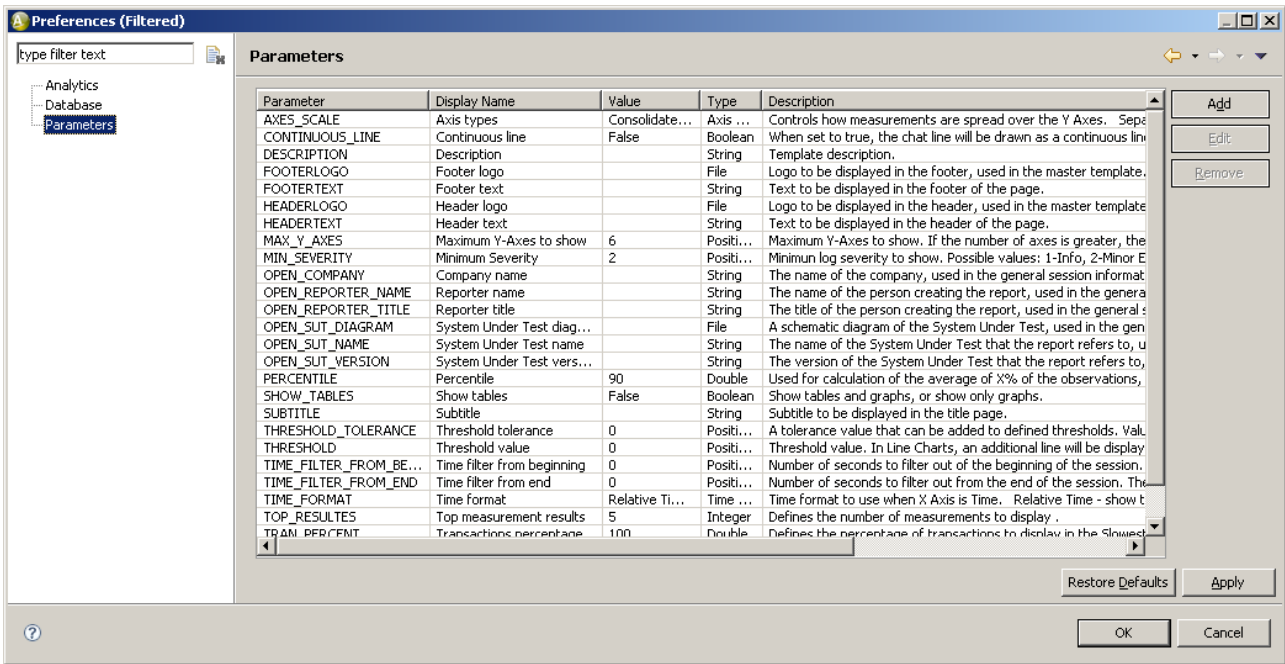 Preferences (Filtered)
type filter text
Analytics
Database
Parameters
Parameters
Parameter Display Name Value Type Description
AXES_SCALE Axis types Consolidate... Axis ... Controls how measurements are spread over the Y Axes. Sepa
CONTINUOUS_LINE Continuous line False Boolean When set to true, the chat line will be drawn as a continuous lin
DESCRIPTION Description String Template description.
FOOTERLOGO Footer logo File Logo to be displayed in the footer, used in the master template.
FOOTERTEXT Footer text String Text to be displayed in the footer of the page.
HEADERLOGO Header logo File Logo to be displayed in the header, used in the master template
HEADERTEXT Header text String Text to be displayed in the header of the page.
MAX_Y_AXES Maximum Y-Axes to show 6 Positi... Maximum Y-Axes to show. If the number of axes is greater, the
MIN_SEVERITY Minimum Severity 2 Positi... Minimun log severity to show. Possible values: 1-Info, 2-Minor E
OPEN_COMPANY Company name String The name of the company, used in the general session informat
OPEN_REPORTER_NAME Reporter name String The name of the person creating the report, used in the genera
OPEN_REPORTER_TITLE Reporter title String The title of the person creating the report, used in the general s
OPEN_SUT_DIAGRAM System Under Test diag... File A schematic diagram of the System Under Test, used in the gen
OPEN_SUT_NAME System Under Test name String The name of the System Under Test that the report refers to, u
OPEN_SUT_VERSION System Under Test vers... String The version of the System Under Test that the report refers to,
PERCENTILE Percentile 90 Double Used for calculation of the average of X% of the observations,
SHOW_TABLES Show tables False Boolean Show tables and graphs, or show only graphs.
SUBTITLE Subtitle String Subtitle to be displayed in the title page.
THRESHOLD_TOLERANCE Threshold tolerance 0 Positi... A tolerance value that can be added to defined thresholds. Valu
THRESHOLD Threshold value 0 Positi... Threshold value. In Line Charts, an additional line will be display
TIME_FILTER_FROM_BE... Time filter from beginning 0 Positi... Number of seconds to filter out of the beginning of the session.
TIME_FILTER_FROM_END Time filter from end 0 Positi... Number of seconds to filter out from the end of the session. The
TIME_FORMAT Time format Relative Ti... Time ... Time format to use when X Axis is Time. Relative Time - show t
TOP_RESULTES Top measurement results 5 Integer Defines the number of measurements to display .
TRAN_PERCENT Transactions percentage 100 Double Defines the percentage of transactions to display in the Slowest
Add
Edit
Remove
Restore Defaults Apply
OK Cancel